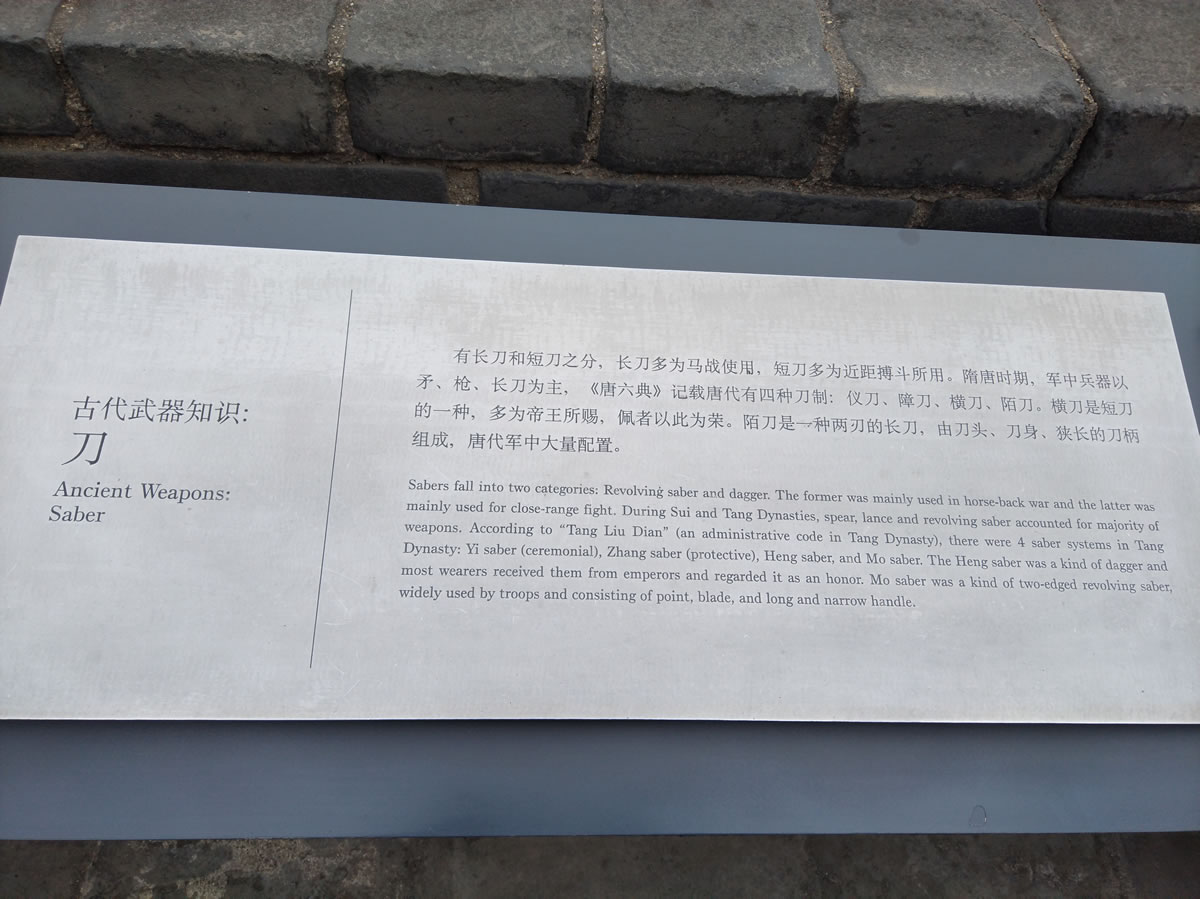 古代武器知识:
刀
Ancient Weapons:
Saber
有长刀和短刀之分，长刀多为马战使用，短刀多为近距搏斗所用。隋唐时期，军中兵器以
矛、枪、长刀为主，《唐六典》记载唐代有四种刀制：仪刀、障刀、横刀、陌刀。横刀是短刀
的一种，多为帝王所赐，佩者以此为荣。陌刀是一种两刃的长刀，由刀头、刀身、狭长的刀柄
组成，唐代军中大量配置。
Sabers fall into two categories: Revolving saber and dagger. The former was mainly used in horse-back war and the latter was
mainly used for close-range fight. During Sui and Tang Dynasties, spear, lance and revolving saber accounted for majority of
weapons. According to “Tang Liu Dian” (an administrative code in Tang Dynasty), there were 4 saber systems in Tang
Dynasty: Yi saber (ceremonial), Zhang saber (protective), Heng saber, and Mo saber. The Heng saber was a kind of dagger and
most wearers received them from emperors and regarded it as an honor. Mo saber was a kind of two-edged revolving saber,
widely used by troops and consisting of point, blade, and long and narrow handle.